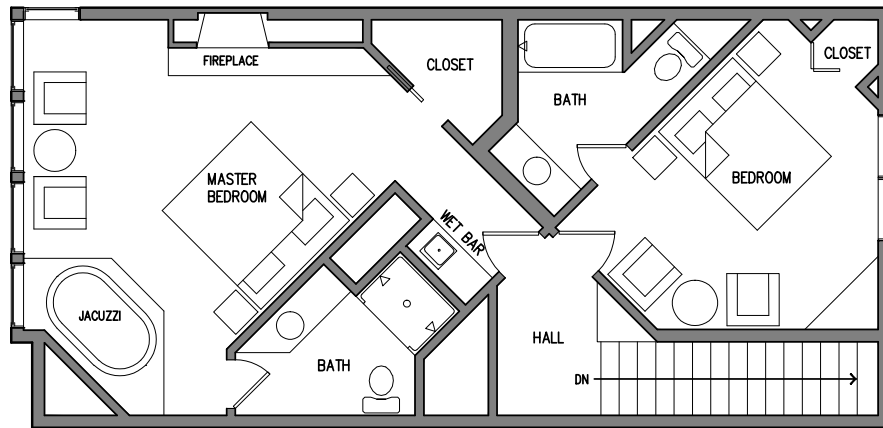 FIREPLACE
CLOSET
BATH
CLOSET
MASTER
BEDROOM
BEDROOM
WET BAR
JACUZZI
BATH
HALL
DN